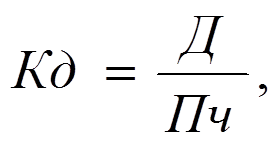 Кд = Д / Пч ,